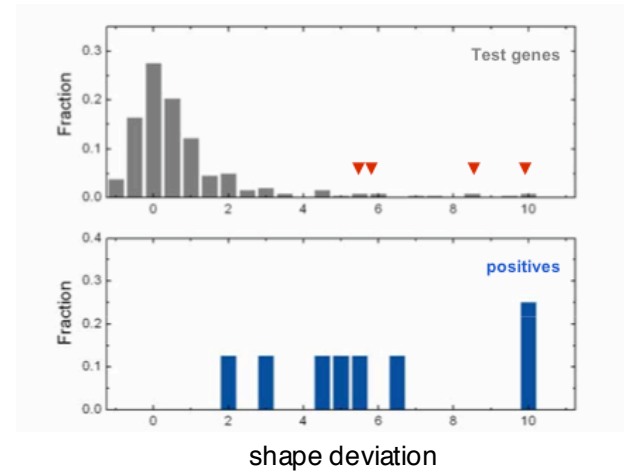 Test genes
Fraction
0.3
0.2
0.1
0.0
0 2 4 6 8 10
positives
Fraction
0.4
0.3
0.2
0.1
0.0
0 2 4 6 8 10
shape deviation